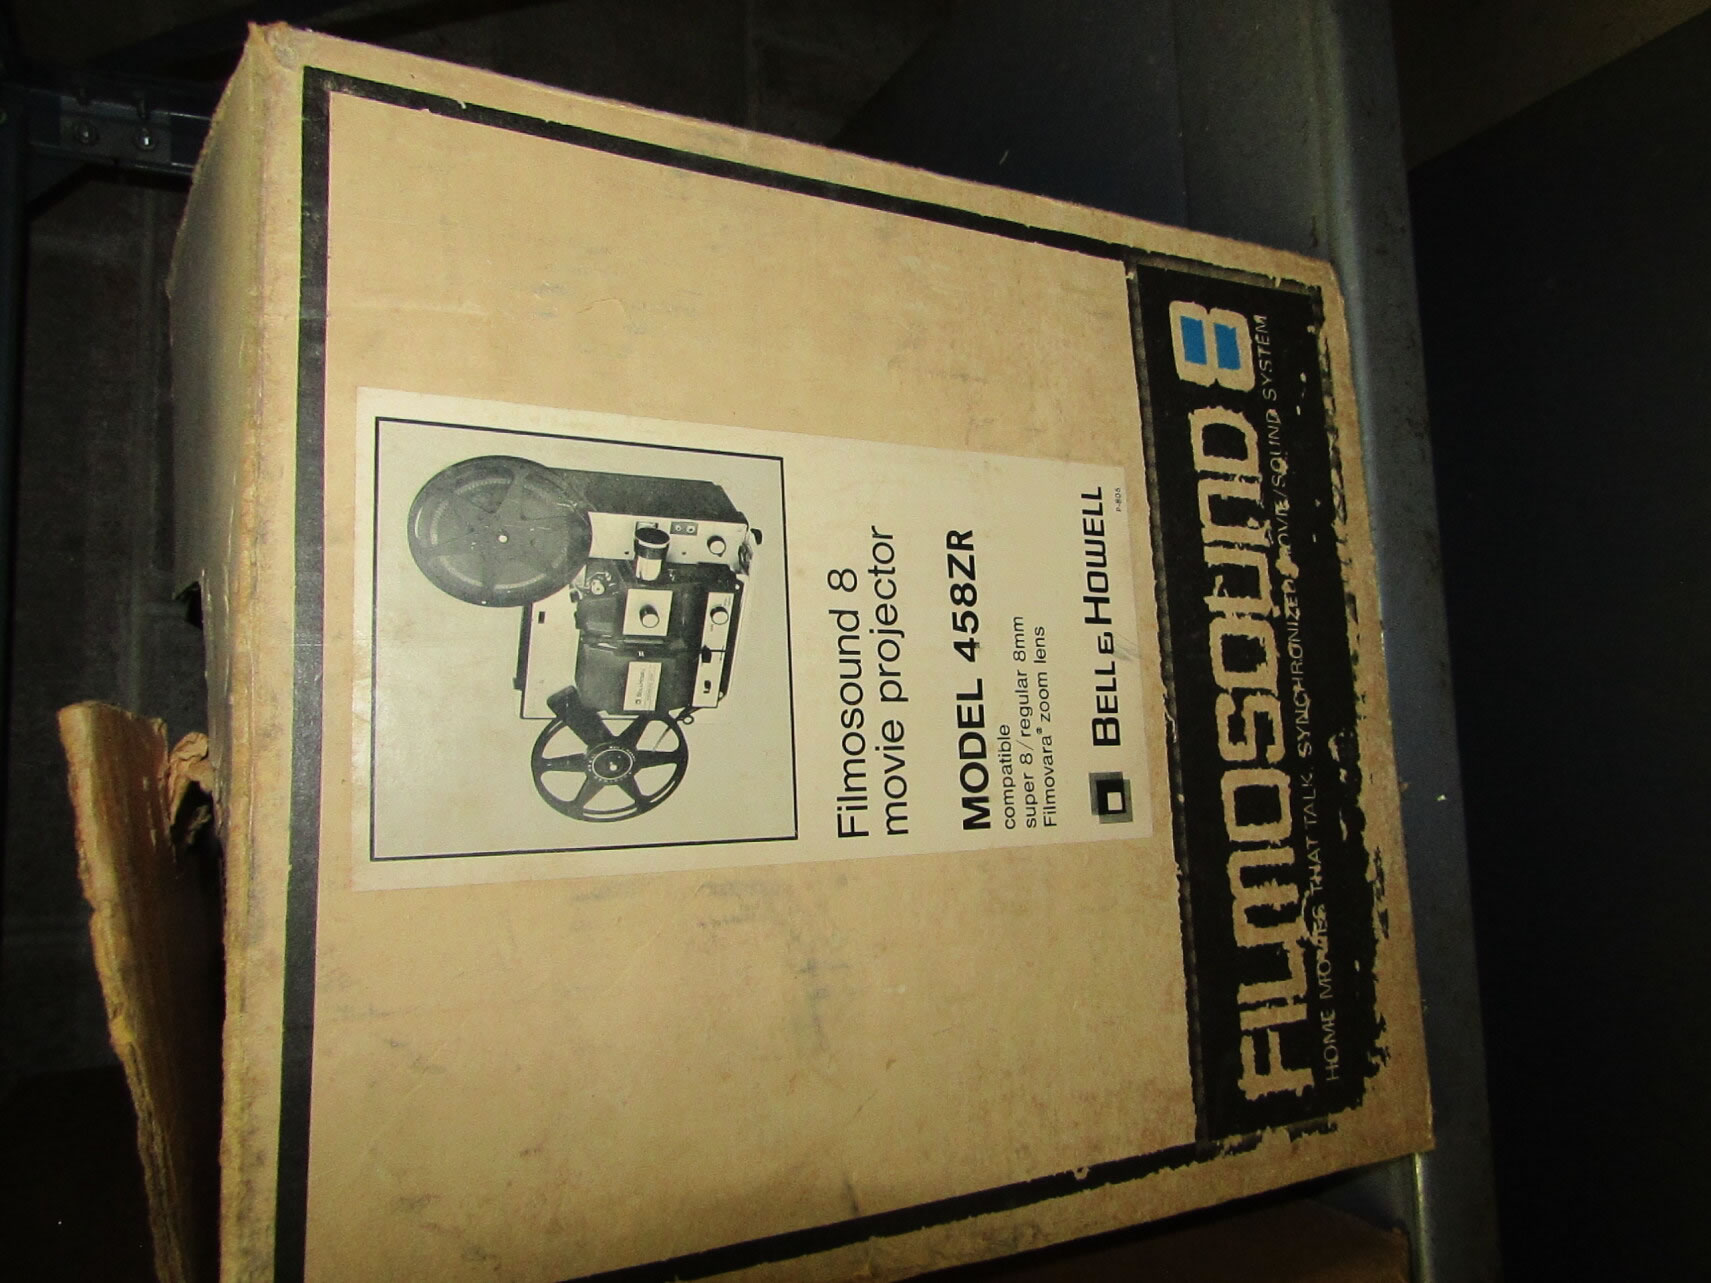 Filmosound 8
movie projector
MODEL 458ZR
compatible
super 8/regular 8mm
Filmovara® zoom lens
BELL & HOWELL
P-805
FILMOSOUND 8
HOME MOVIES THAT TALK. SYNCHRONIZED MOVIE/SOUND SYSTEM